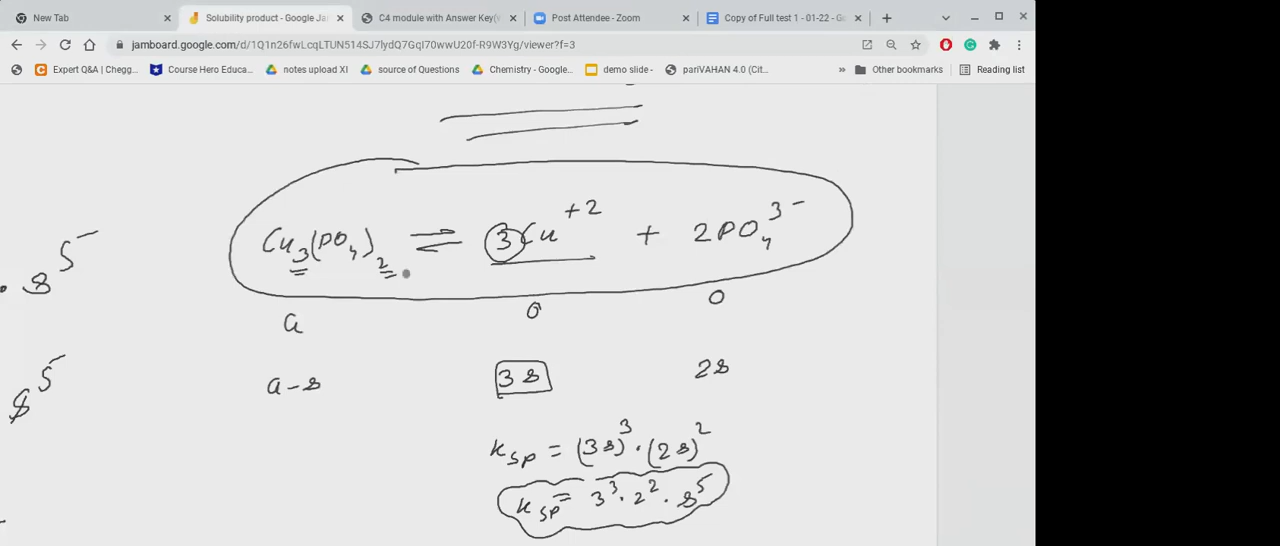 New Tab
Solubility product - Google Ja
C4 module with Answer Key(
Post Attendee - Zoom
Copy of Full test 1 - 01-22 - G
jamboard.google.com/d/1Q1n26fwLcqLTUN514SJ7lydQ7GqI70wwU20f-R9W3Yg/viewer?f=3
Expert Q&A | Chegg...
Course Hero Educa...
notes upload XI
source of Questions
Chemistry - Google...
demo slide -
pariVAHAN 4.0 (Cit...
»
Other bookmarks
Reading list
Cu₃(PO₄)₂ ⇌ 3Cu⁺² + 2PO₄³⁻
. s⁵
a 0 0
s⁵
a-s 3s 2s
Ksp = (3s)³ · (2s)²
Ksp = 3³ · 2² · s⁵